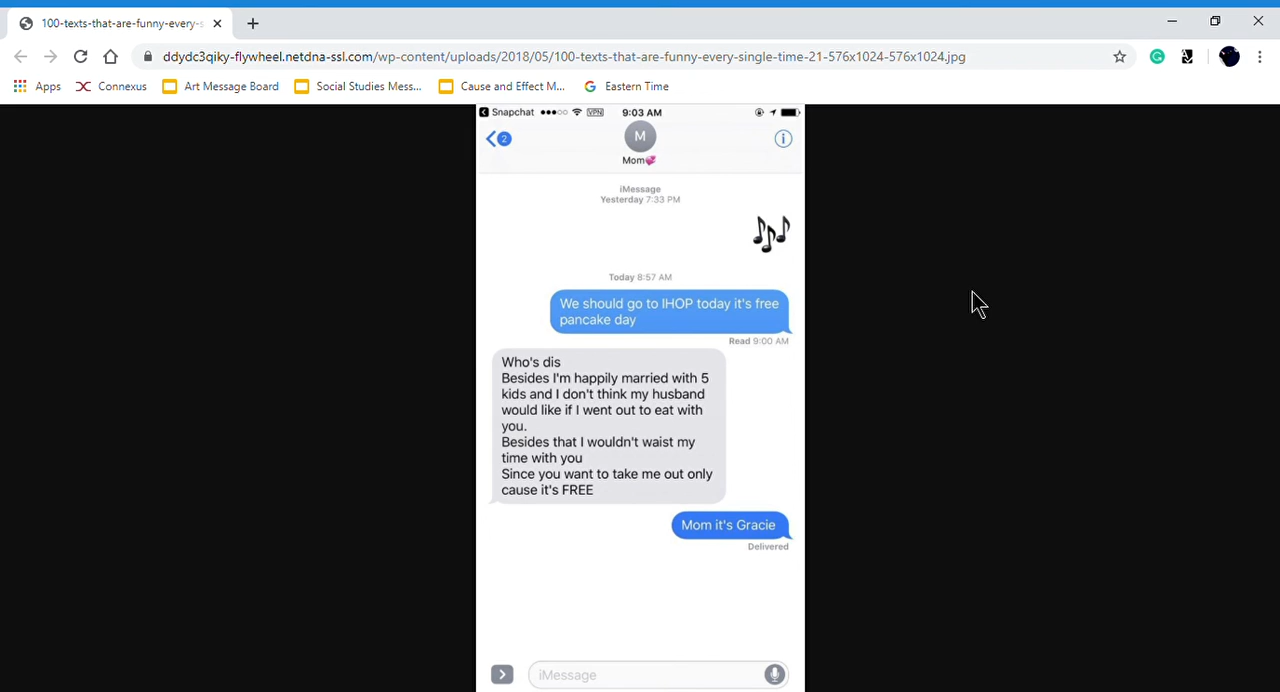 100-texts-that-are-funny-every-s
ddydc3qiky-flywheel.netdna-ssl.com/wp-content/uploads/2018/05/100-texts-that-are-funny-every-single-time-21-576x1024-576x1024.jpg
Apps Connexus Art Message Board Social Studies Mess... Cause and Effect M... Eastern Time
Snapchat VPN 9:03 AM
2
M
Mom
iMessage
Yesterday 7:33 PM
Today 8:57 AM
We should go to IHOP today it's free
pancake day
Read 9:00 AM
Who's dis
Besides I'm happily married with 5
kids and I don't think my husband
would like if I went out to eat with
you.
Besides that I wouldn't waist my
time with you
Since you want to take me out only
cause it's FREE
Mom it's Gracie
Delivered
iMessage